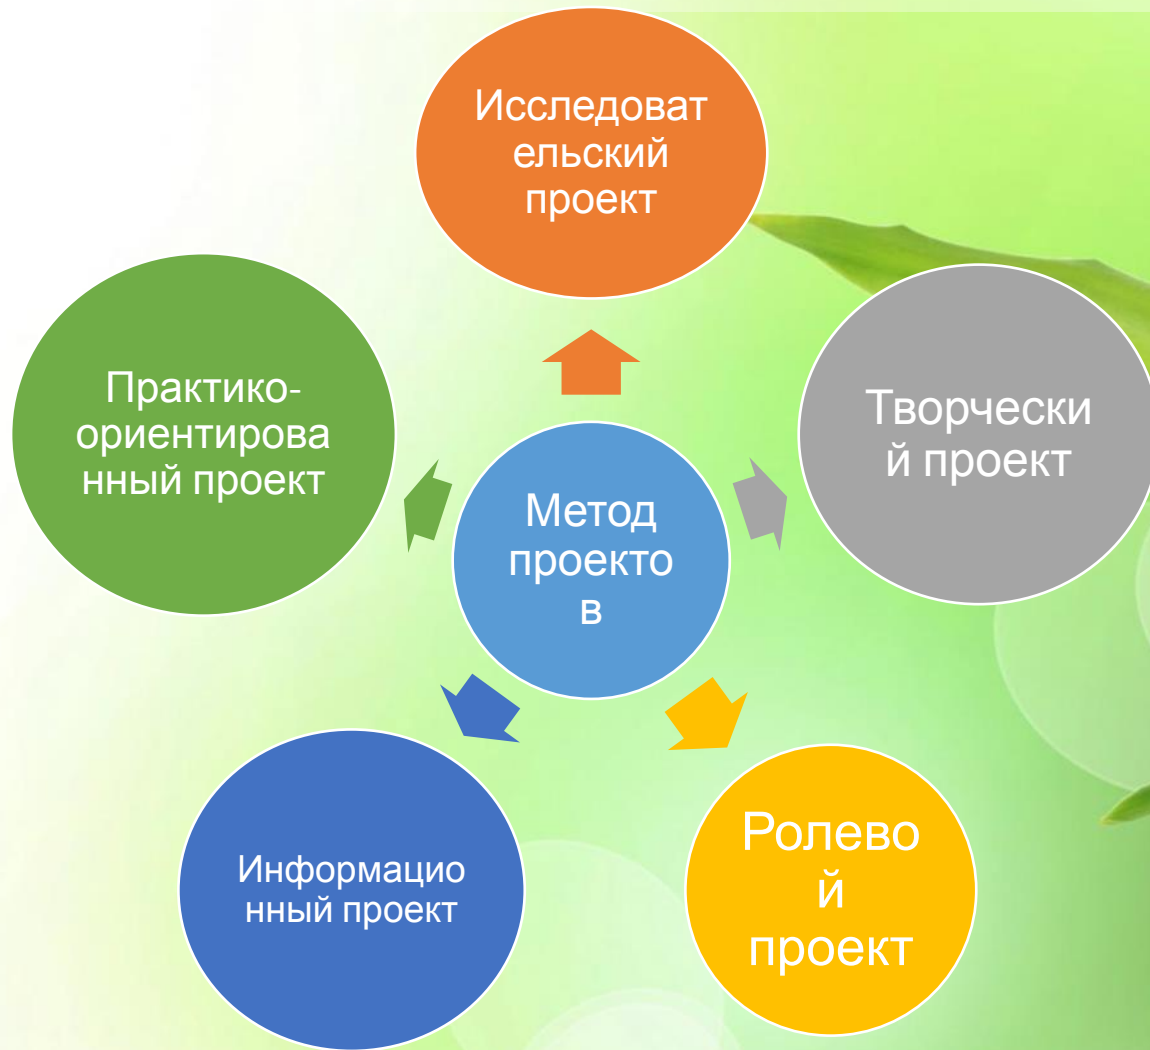 Исследоват
ельский
проект
Творчески
й проект
Ролево
й
проект
Информацио
нный проект
Практико-
ориентирова
нный проект
Метод
проекто
в